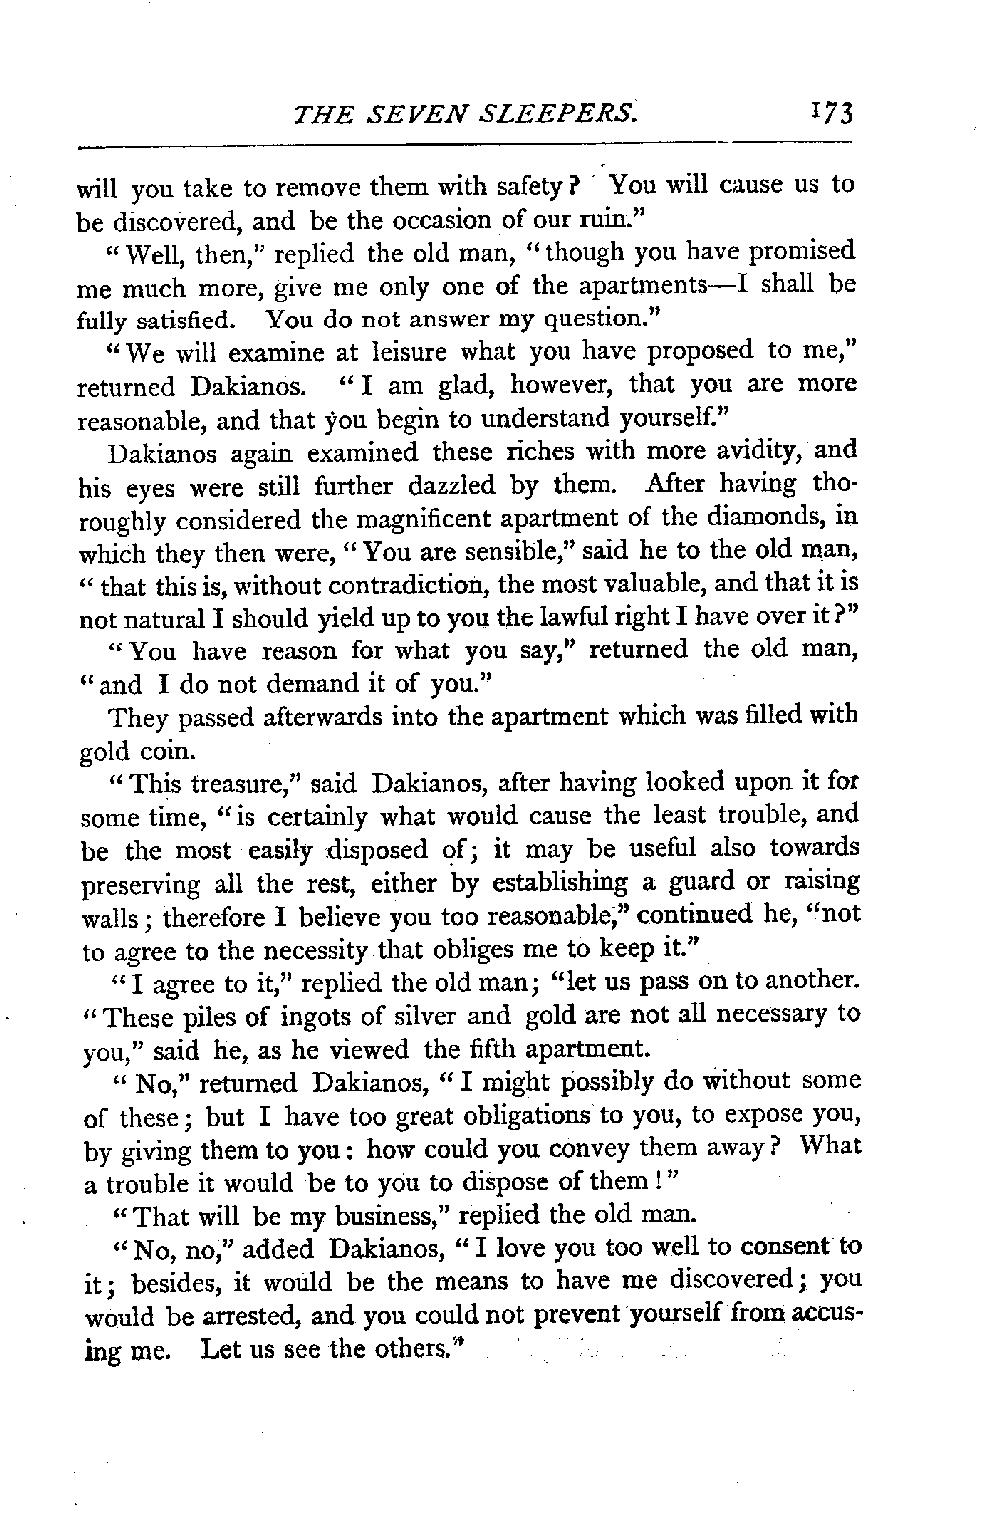 THE SEVEN SLEEPERS. 173
will you take to remove them with safety? You will cause us to
be discovered, and be the occasion of our ruin.”
“Well, then,” replied the old man, “though you have promised
me much more, give me only one of the apartments—I shall be
fully satisfied. You do not answer my question.”
“We will examine at leisure what you have proposed to me,”
returned Dakianos. “I am glad, however, that you are more
reasonable, and that you begin to understand yourself.”
Dakianos again examined these riches with more avidity, and
his eyes were still further dazzled by them. After having tho-
roughly considered the magnificent apartment of the diamonds, in
which they then were, “You are sensible,” said he to the old man,
“that this is, without contradiction, the most valuable, and that it is
not natural I should yield up to you the lawful right I have over it?”
“You have reason for what you say,” returned the old man,
“and I do not demand it of you.”
They passed afterwards into the apartment which was filled with
gold coin.
“This treasure,” said Dakianos, after having looked upon it for
some time, “is certainly what would cause the least trouble, and
be the most easily disposed of; it may be useful also towards
preserving all the rest, either by establishing a guard or raising
walls; therefore I believe you too reasonable,” continued he, “not
to agree to the necessity that obliges me to keep it.”
“I agree to it,” replied the old man; “let us pass on to another.
“These piles of ingots of silver and gold are not all necessary to
you,” said he, as he viewed the fifth apartment.
“No,” returned Dakianos, “I might possibly do without some
of these; but I have too great obligations to you, to expose you,
by giving them to you: how could you convey them away? What
a trouble it would be to you to dispose of them!”
“That will be my business,” replied the old man.
“No, no,” added Dakianos, “I love you too well to consent to
it; besides, it would be the means to have me discovered; you
would be arrested, and you could not prevent yourself from accus-
ing me. Let us see the others.”